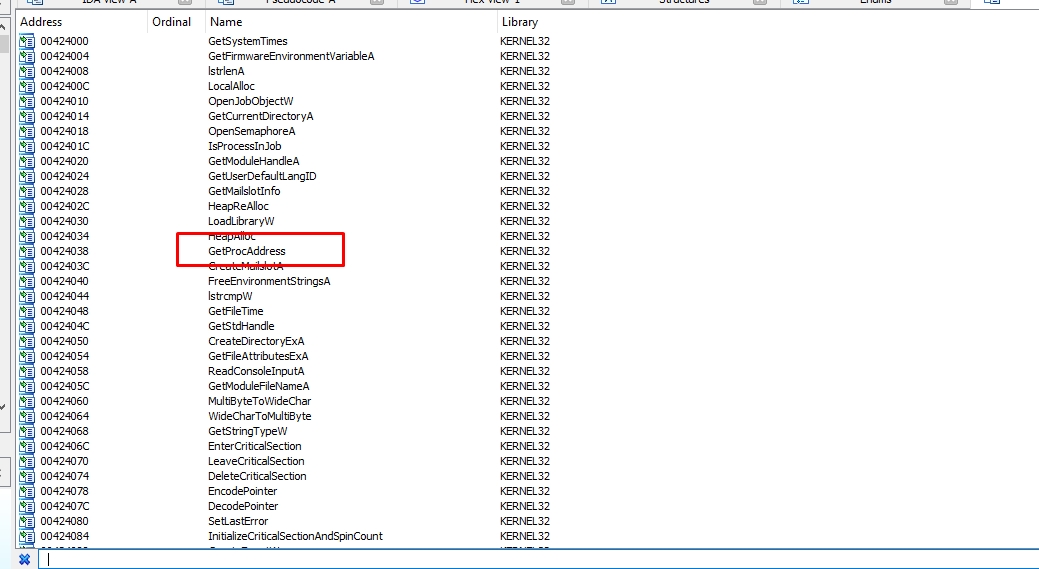 IDA View-A Pseudocode-A Hex View-1 Structures Enums
Address Ordinal Name Library
00424000 GetSystemTimes KERNEL32
00424004 GetFirmwareEnvironmentVariableA KERNEL32
00424008 lstrlenA KERNEL32
0042400C LocalAlloc KERNEL32
00424010 OpenJobObjectW KERNEL32
00424014 GetCurrentDirectoryA KERNEL32
00424018 OpenSemaphoreA KERNEL32
0042401C IsProcessInJob KERNEL32
00424020 GetModuleHandleA KERNEL32
00424024 GetUserDefaultLangID KERNEL32
00424028 GetMailslotInfo KERNEL32
0042402C HeapReAlloc KERNEL32
00424030 LoadLibraryW KERNEL32
00424034 HeapAlloc KERNEL32
00424038 GetProcAddress KERNEL32
0042403C CreateMailslotA KERNEL32
00424040 FreeEnvironmentStringsA KERNEL32
00424044 lstrcmpW KERNEL32
00424048 GetFileTime KERNEL32
0042404C GetStdHandle KERNEL32
00424050 CreateDirectoryExA KERNEL32
00424054 GetFileAttributesExA KERNEL32
00424058 ReadConsoleInputA KERNEL32
0042405C GetModuleFileNameA KERNEL32
00424060 MultiByteToWideChar KERNEL32
00424064 WideCharToMultiByte KERNEL32
00424068 GetStringTypeW KERNEL32
0042406C EnterCriticalSection KERNEL32
00424070 LeaveCriticalSection KERNEL32
00424074 DeleteCriticalSection KERNEL32
00424078 EncodePointer KERNEL32
0042407C DecodePointer KERNEL32
00424080 SetLastError KERNEL32
00424084 InitializeCriticalSectionAndSpinCount KERNEL32